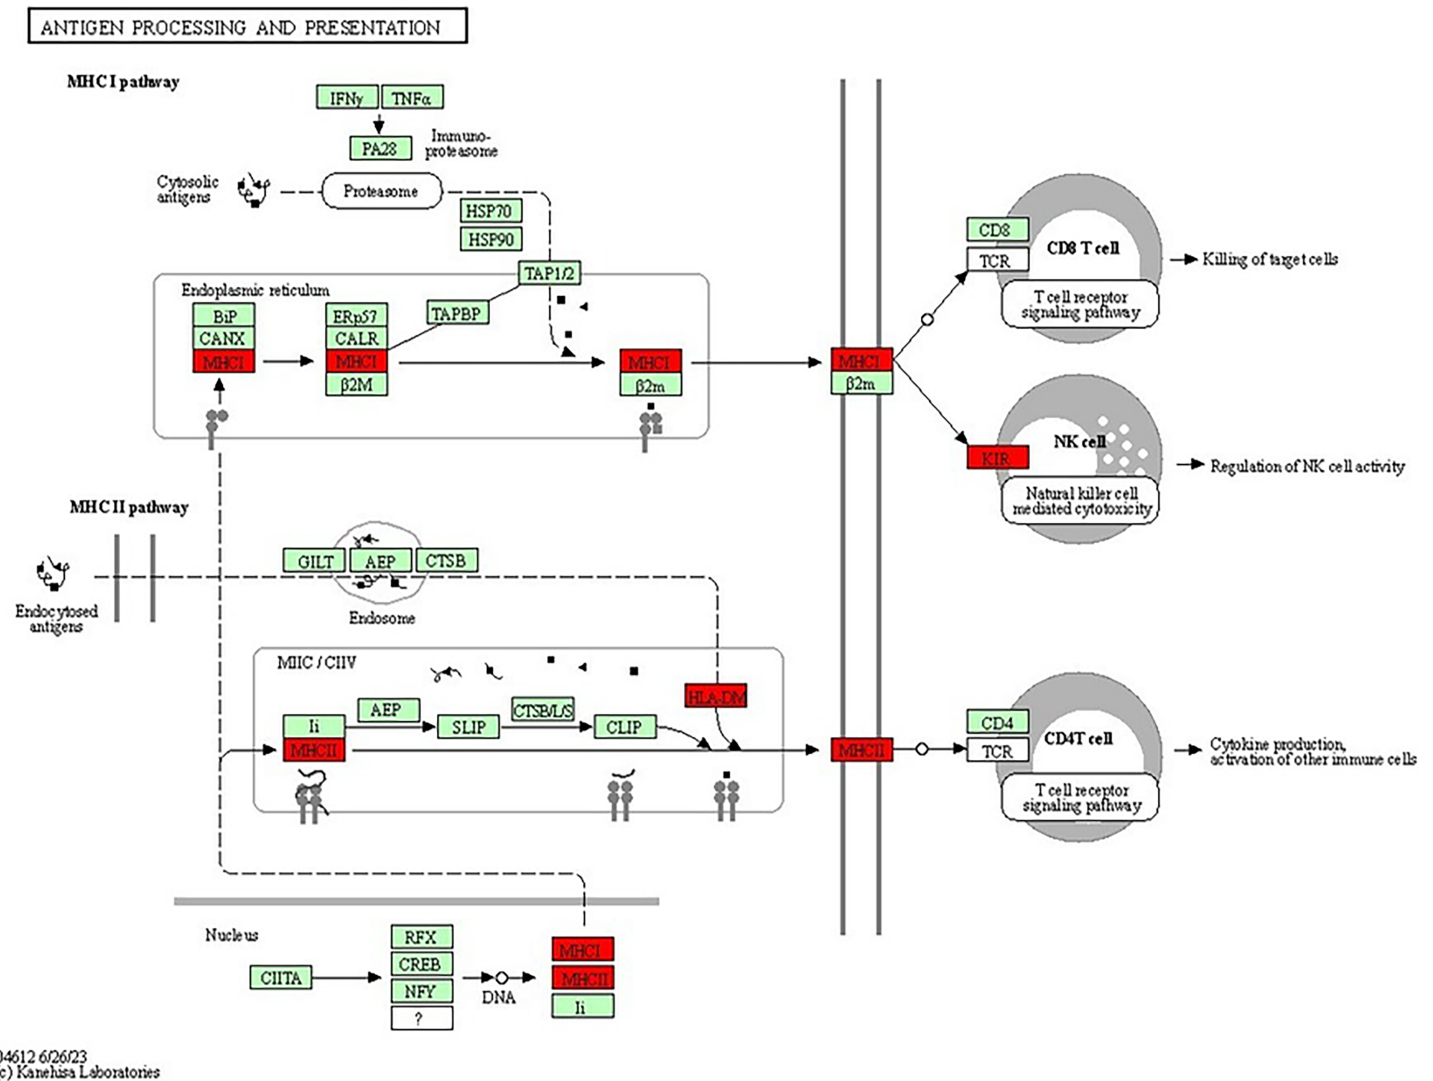 ANTIGEN PROCESSING AND PRESENTATION
MHC I pathway
IFNγ TNFα
PA28
Immuno-
proteasome
Cytosolic
antigens
Proteasome
HSP70
HSP90
TAP1/2
Endoplasmic reticulum
BiP
CANX
MHCI
ERp57
CALR
MHCI
β2M
TAPBP
MHCI
β2m
MHCI
β2m
CD8
TCR
CD8 T cell
T cell receptor
signaling pathway
Killing of target cells
KIR
NK cell
Natural killer cell
mediated cytotoxicity
Regulation of NK cell activity
MHC II pathway
Endocytosed
antigens
GILT AEP CTSB
Endosome
MIIC / CIIV
Ii
MHCII
AEP
SLIP
CTSB/L/S
CLIP
HLA-DM
MHCII
CD4
TCR
CD4T cell
T cell receptor
signaling pathway
Cytokine production,
activation of other immune cells
Nucleus
CIITA
RFX
CREB
NFY
?
DNA
MHCI
MHCII
Ii
04612 6/26/23
c) Kanehisa Laboratories